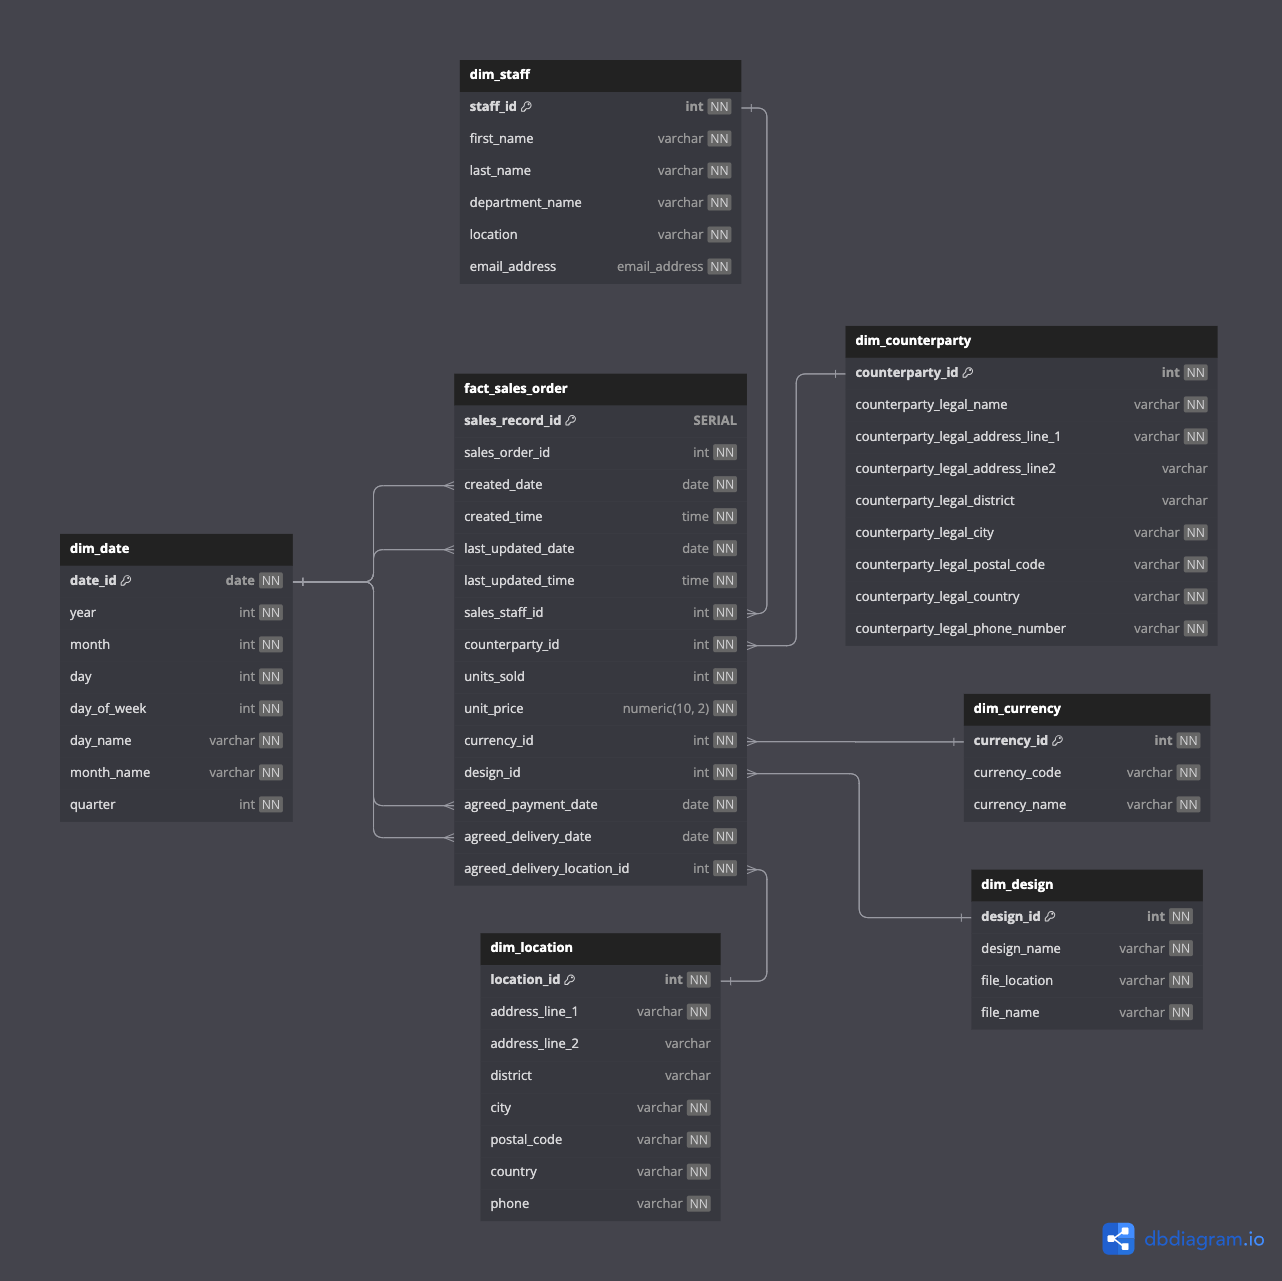 dim_staff
staff_id int NN
first_name varchar NN
last_name varchar NN
department_name varchar NN
location varchar NN
email_address email_address NN
dim_counterparty
counterparty_id int NN
counterparty_legal_name varchar NN
counterparty_legal_address_line_1 varchar NN
counterparty_legal_address_line2 varchar
counterparty_legal_district varchar
counterparty_legal_city varchar NN
counterparty_legal_postal_code varchar NN
counterparty_legal_country varchar NN
counterparty_legal_phone_number varchar NN
fact_sales_order
sales_record_id SERIAL
sales_order_id int NN
created_date date NN
created_time time NN
last_updated_date date NN
last_updated_time time NN
sales_staff_id int NN
counterparty_id int NN
units_sold int NN
unit_price numeric(10, 2) NN
currency_id int NN
design_id int NN
agreed_payment_date date NN
agreed_delivery_date date NN
agreed_delivery_location_id int NN
dim_date
date_id date NN
year int NN
month int NN
day int NN
day_of_week int NN
day_name varchar NN
month_name varchar NN
quarter int NN
dim_currency
currency_id int NN
currency_code varchar NN
currency_name varchar NN
dim_design
design_id int NN
design_name varchar NN
file_location varchar NN
file_name varchar NN
dim_location
location_id int NN
address_line_1 varchar NN
address_line_2 varchar
district varchar
city varchar NN
postal_code varchar NN
country varchar NN
phone varchar NN
dbdiagram.io